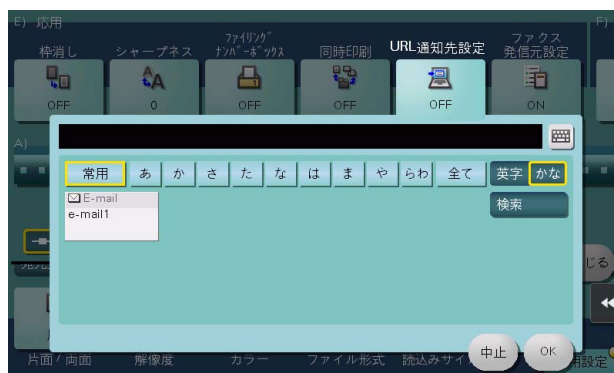 E) 応用
F)
枠消し
シャープネス
ファイリング
ナンバーボックス
同時印刷
URL通知先設定
ファクス
発信元設定
OFF
0
OFF
OFF
OFF
ON
A)
常用 あ か さ た な は ま や らわ 全て 英字 かな
E-mail
e-mail1
検索
じる
中止 OK
片面 / 両面
解像度
カラー
ファイル形式
読込みサイ
用設定